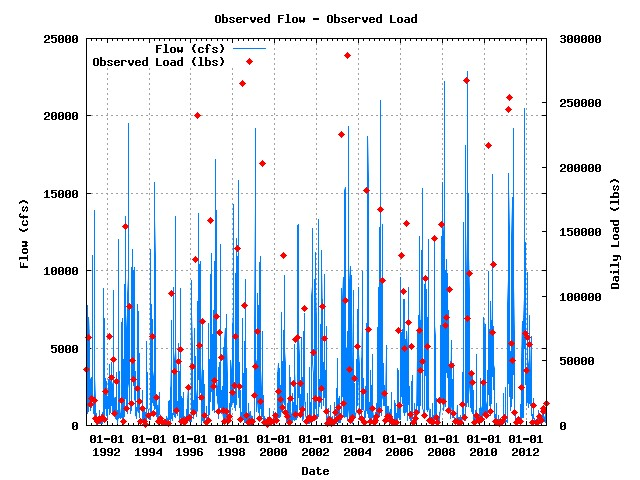 Observed Flow - Observed Load
25000 300000
Flow (cfs)
Observed Load (lbs)
20000 250000
200000
15000
150000
10000
100000
5000 50000
0 0
Flow (cfs)
Daily Load (lbs)
01-01 01-01 01-01 01-01 01-01 01-01 01-01 01-01 01-01 01-01 01-01
1992 1994 1996 1998 2000 2002 2004 2006 2008 2010 2012
Date